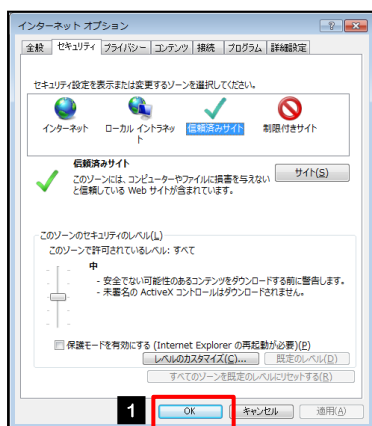 インターネット オプション
全般 セキュリティ プライバシー コンテンツ 接続 プログラム 詳細設定
セキュリティ設定を表示または変更するゾーンを選択してください。
インターネット ローカル イントラネット 信頼済みサイト 制限付きサイト
信頼済みサイト
このゾーンには、コンピューターやファイルに損害を与えない
と信頼している Web サイトが含まれています。
サイト(S)
このゾーンのセキュリティのレベル(L)
このゾーンで許可されているレベル: すべて
中
- 安全でない可能性のあるコンテンツをダウンロードする前に警告します。
- 未署名の ActiveX コントロールはダウンロードされません。
保護モードを有効にする (Internet Explorer の再起動が必要)(P)
レベルのカスタマイズ(C)... 既定のレベル(D)
すべてのゾーンを既定のレベルにリセットする(R)
1 OK キャンセル 適用(A)